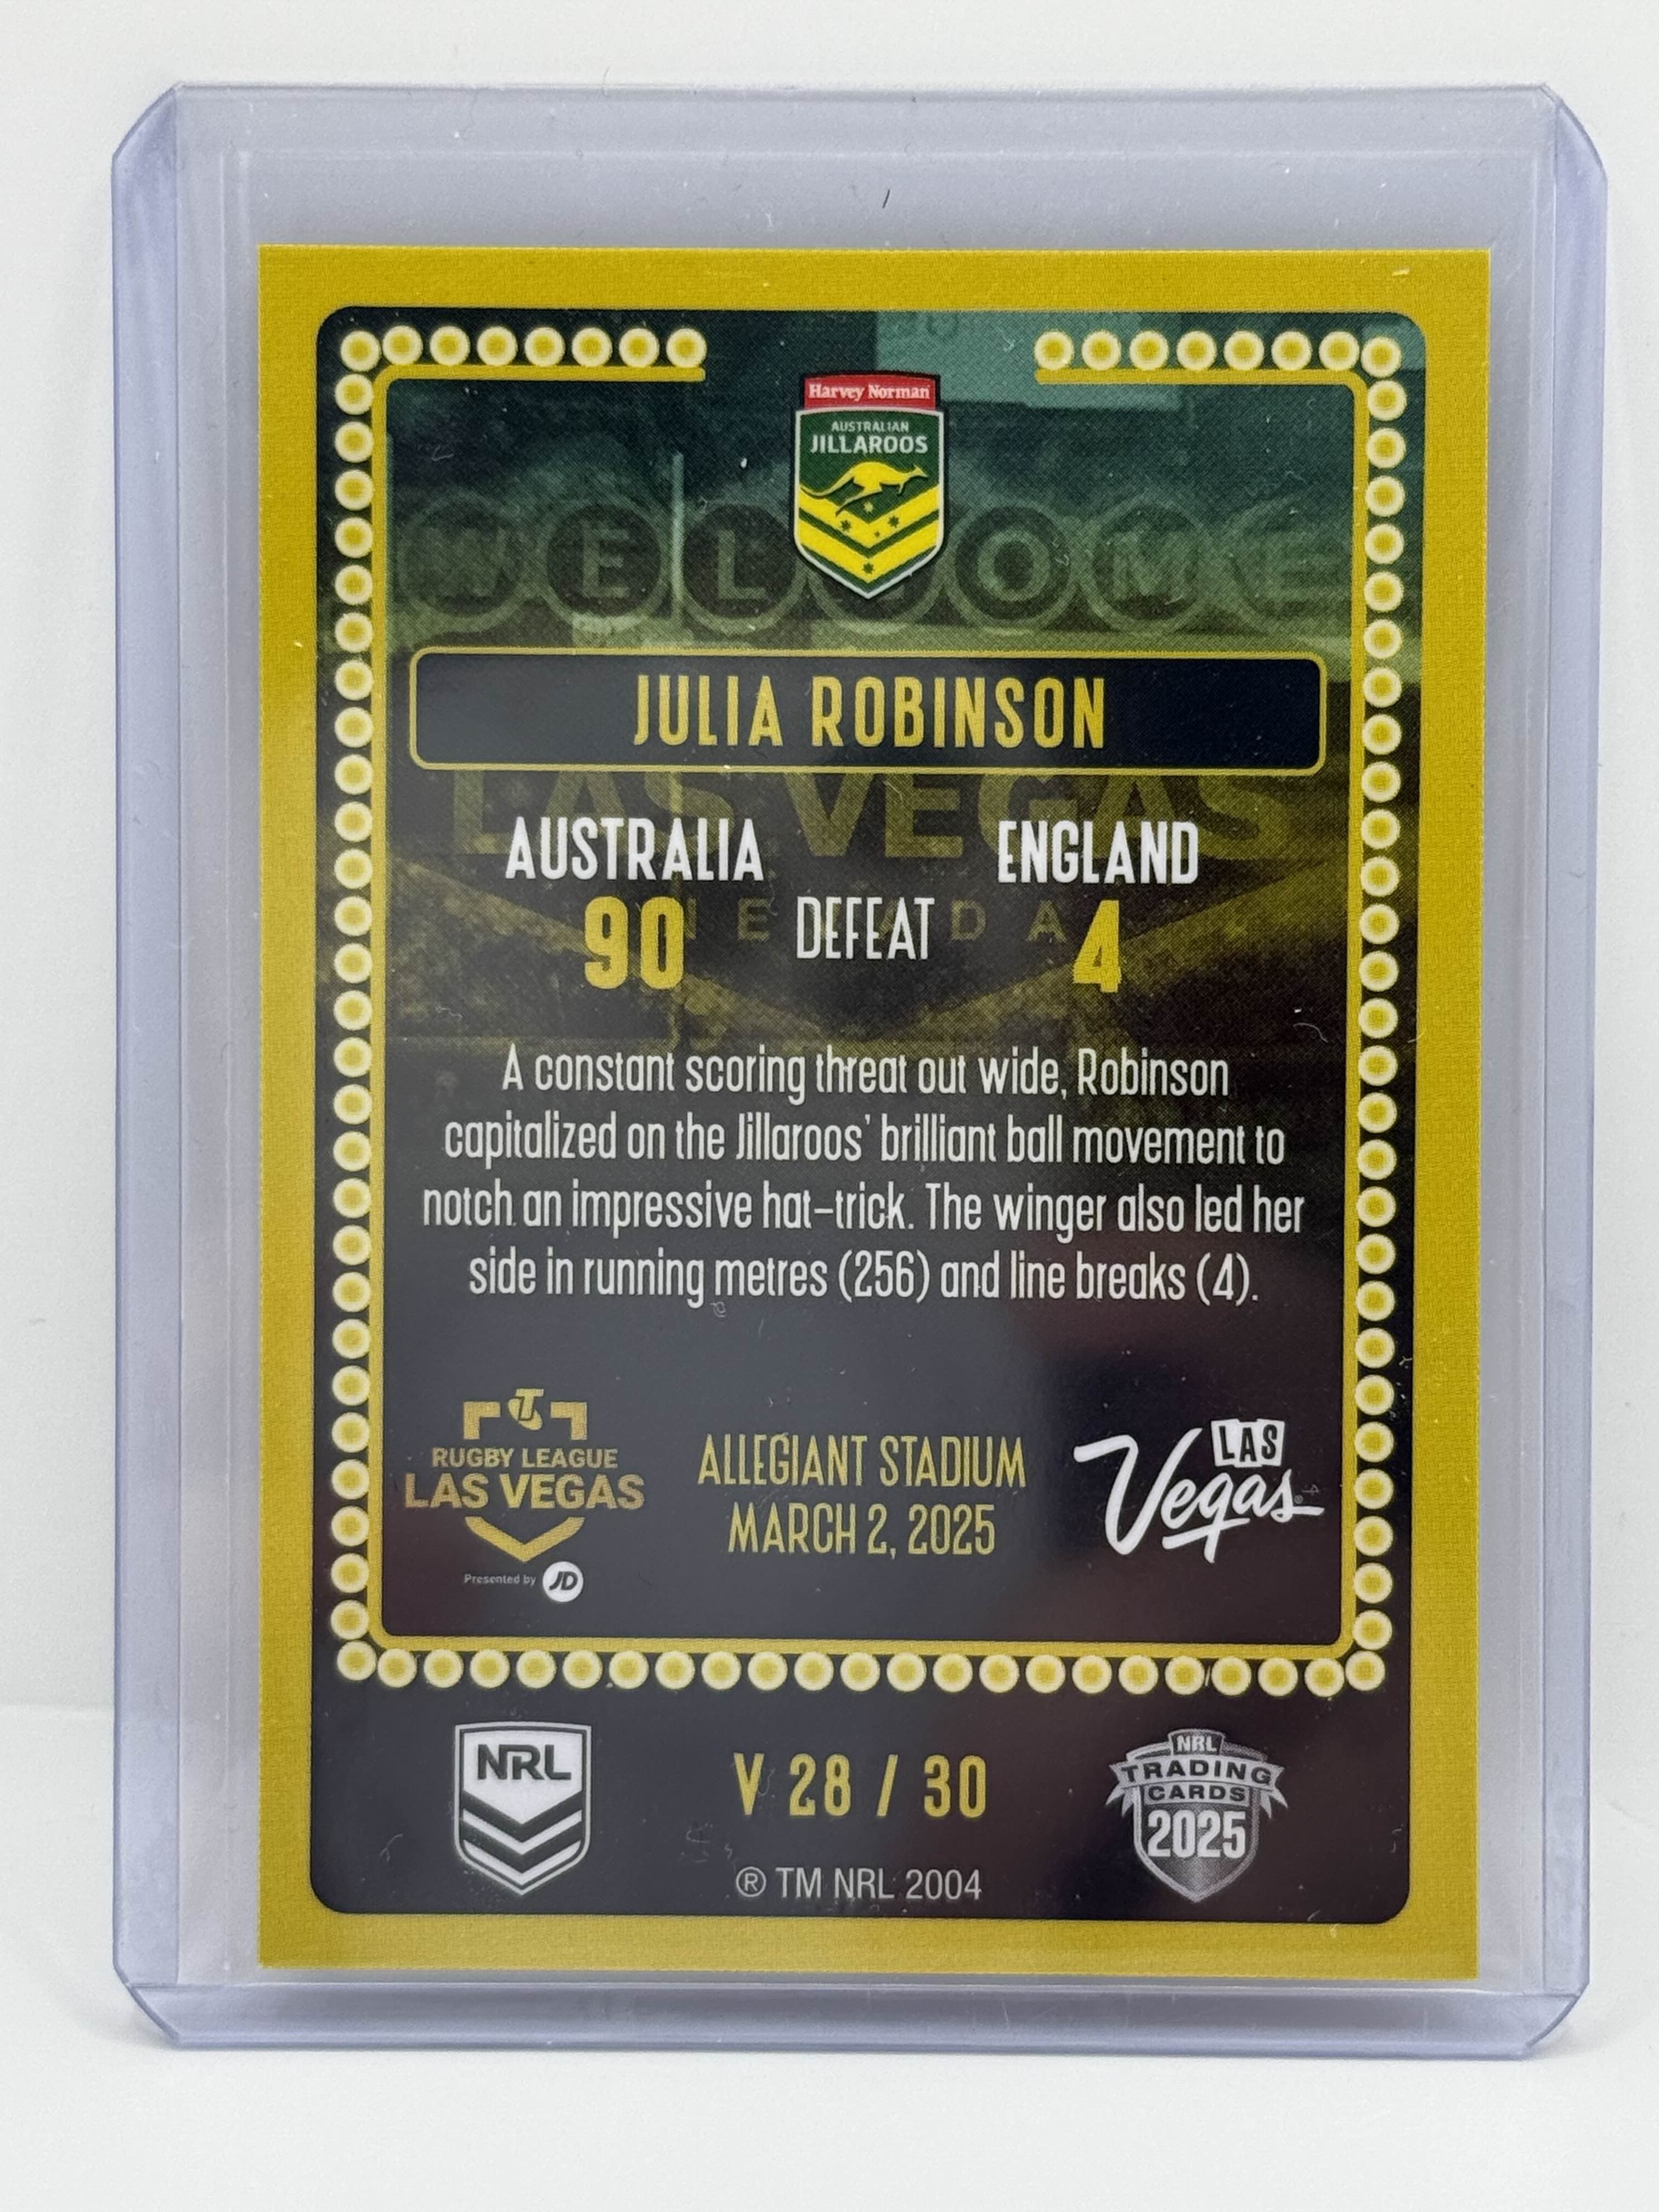 Harvey Norman
AUSTRALIAN
JILLAROOS
WELCOME
JULIA ROBINSON
LAS VEGAS
AUSTRALIA ENGLAND
90 DEFEAT 4
A constant scoring threat out wide, Robinson
capitalized on the Jillaroos' brilliant ball movement to
notch an impressive hat-trick. The winger also led her
side in running metres (256) and line breaks (4).
T
RUGBY LEAGUE
LAS VEGAS
Presented by JD
ALLEGIANT STADIUM
MARCH 2, 2025
LAS
Vegas
NRL
V 28 / 30
® TM NRL 2004
NRL
TRADING
CARDS
2025